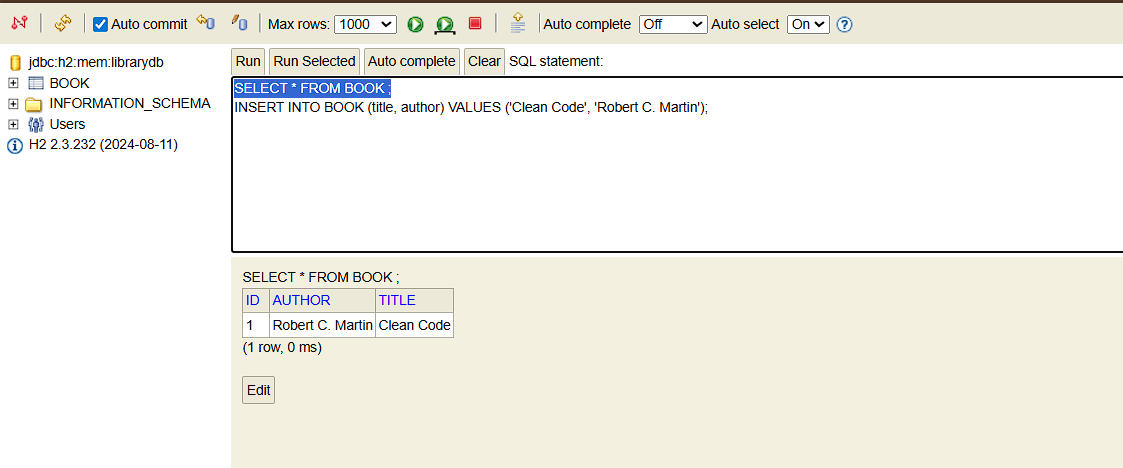 Auto commit Max rows: 1000 Auto complete Off Auto select On
jdbc:h2:mem:librarydb
BOOK
INFORMATION_SCHEMA
Users
H2 2.3.232 (2024-08-11)
Run Run Selected Auto complete Clear SQL statement:
SELECT * FROM BOOK ;
INSERT INTO BOOK (title, author) VALUES ('Clean Code', 'Robert C. Martin');
SELECT * FROM BOOK ;
ID AUTHOR TITLE
1 Robert C. Martin Clean Code
(1 row, 0 ms)
Edit